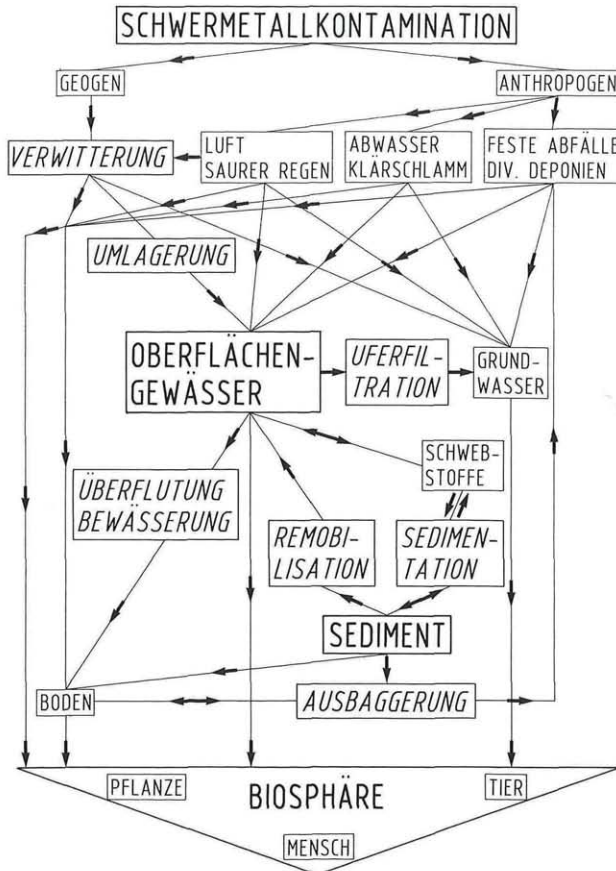 SCHWERMETALLKONTAMINATION
GEOGEN
ANTHROPOGEN
VERWITTERUNG
LUFT
SAURER REGEN
ABWASSER
KLÄRSCHLAMM
FESTE ABFÄLLE
DIV. DEPONIEN
UMLAGERUNG
OBERFLÄCHEN-
GEWÄSSER
UFERFIL-
TRATION
GRUND-
WASSER
SCHWEB-
STOFFE
ÜBERFLUTUNG
BEWÄSSERUNG
REMOBI-
LISATION
SEDIMEN-
TATION
SEDIMENT
BODEN
AUSBAGGERUNG
PFLANZE
BIOSPHÄRE
TIER
MENSCH